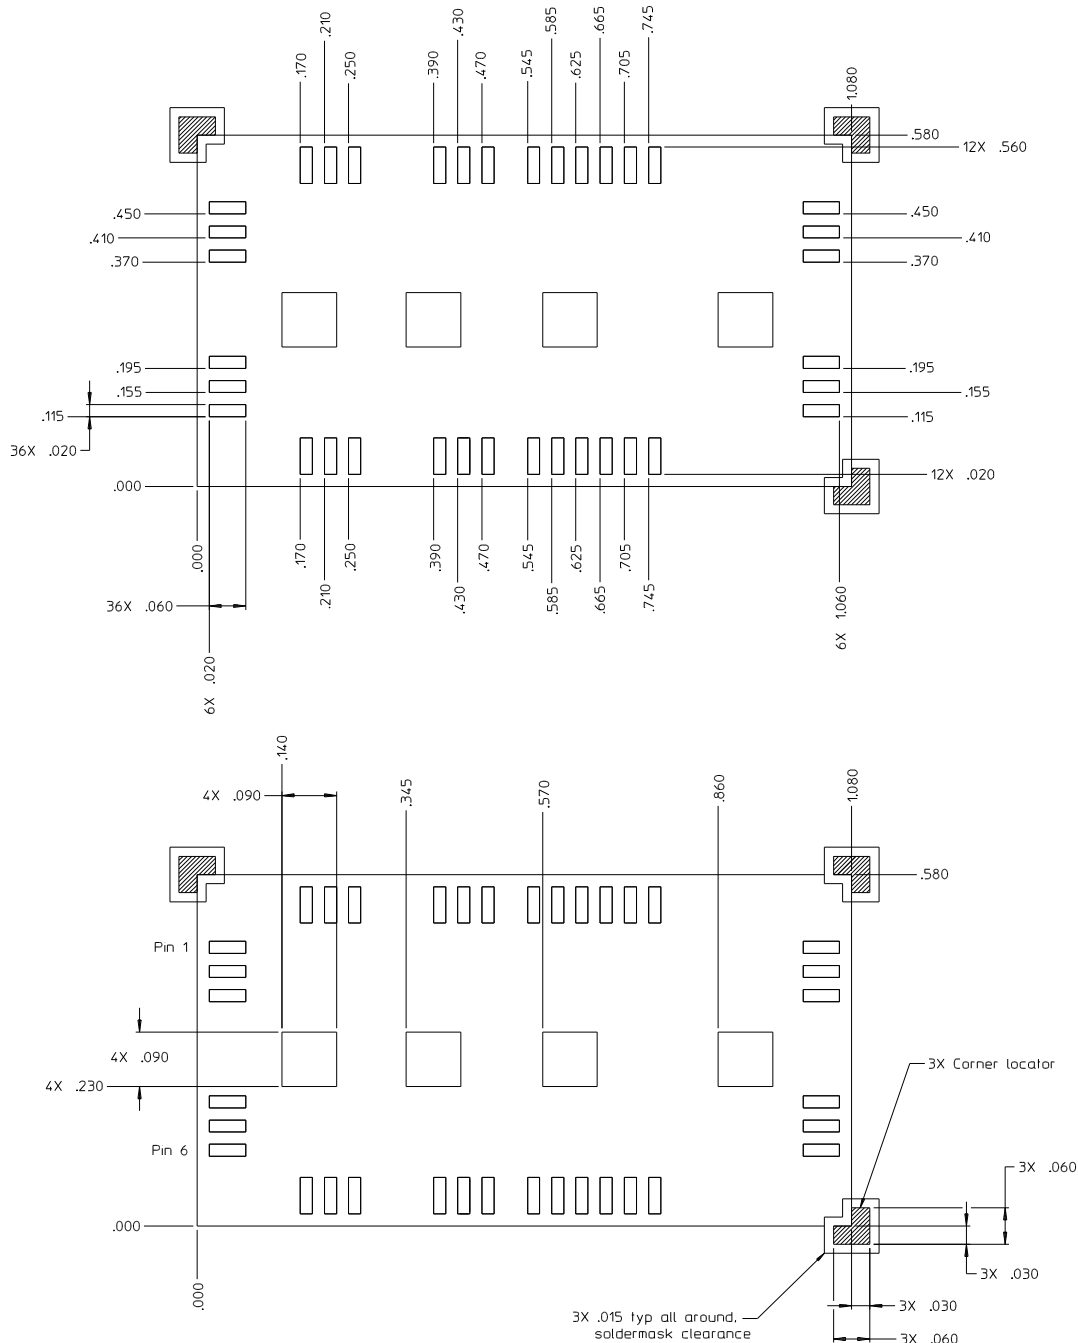 .170
.210
.250
.390
.430
.470
.545
.585
.625
.665
.705
.745
1.080
.580
12X .560
.450
.410
.370
.450
.410
.370
.195
.155
.115
36X .020
.195
.155
.115
.000
12X .020
.000
36X .060
6X .020
.170
.210
.250
.390
.430
.470
.545
.585
.625
.665
.705
.745
6X 1.060
.140
4X .090
.345
.570
.860
1.080
.580
Pin 1
4X .090
4X .230
3X Corner locator
Pin 6
3X .060
.000
3X .030
.000
3X .030
3X .015 typ all around,
soldermask clearance
3X .060